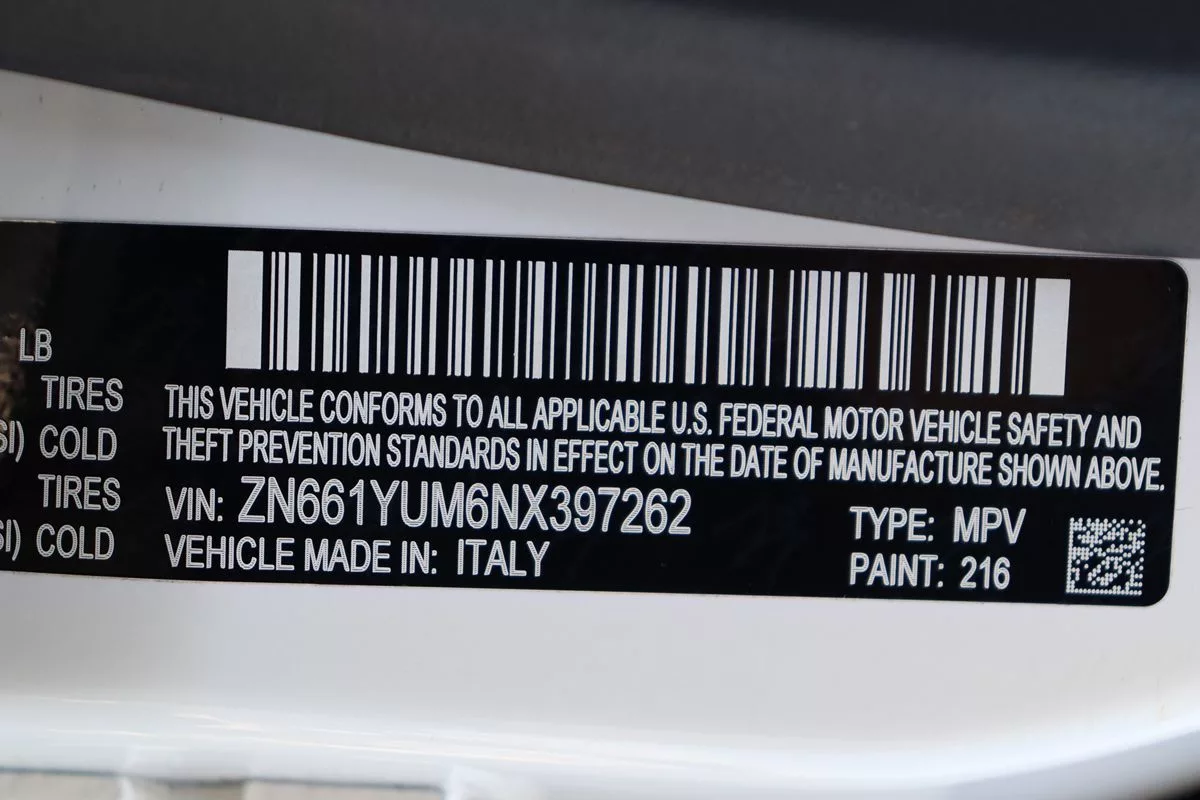 LB
TIRES
SI) COLD
TIRES
SI) COLD
THIS VEHICLE CONFORMS TO ALL APPLICABLE U.S. FEDERAL MOTOR VEHICLE SAFETY AND
THEFT PREVENTION STANDARDS IN EFFECT ON THE DATE OF MANUFACTURE SHOWN ABOVE.
VIN: ZN661YUM6NX397262
VEHICLE MADE IN: ITALY
TYPE: MPV
PAINT: 216